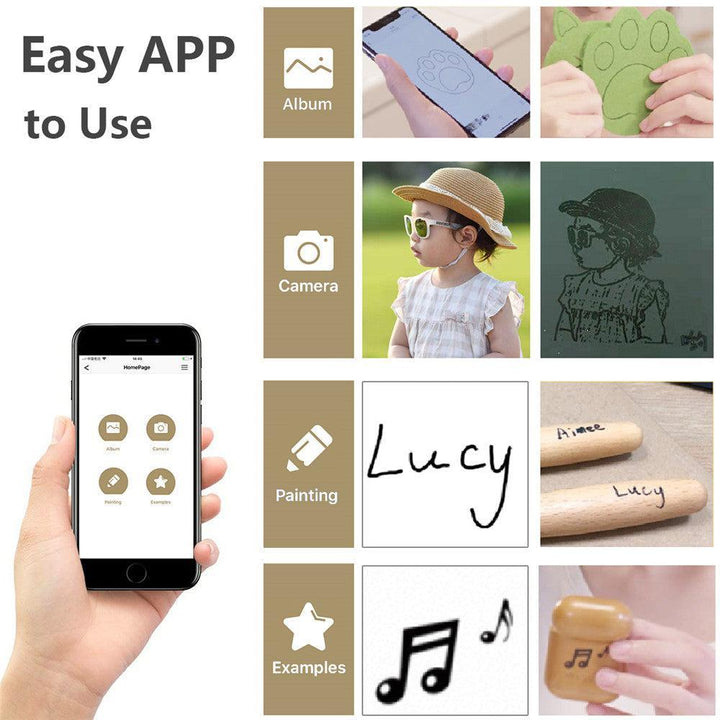 Easy APP
to Use
Album
Camera
Painting
Lucy
Aimee
Lucy
Examples
HomePage
Album
Camera
Painting
Examples